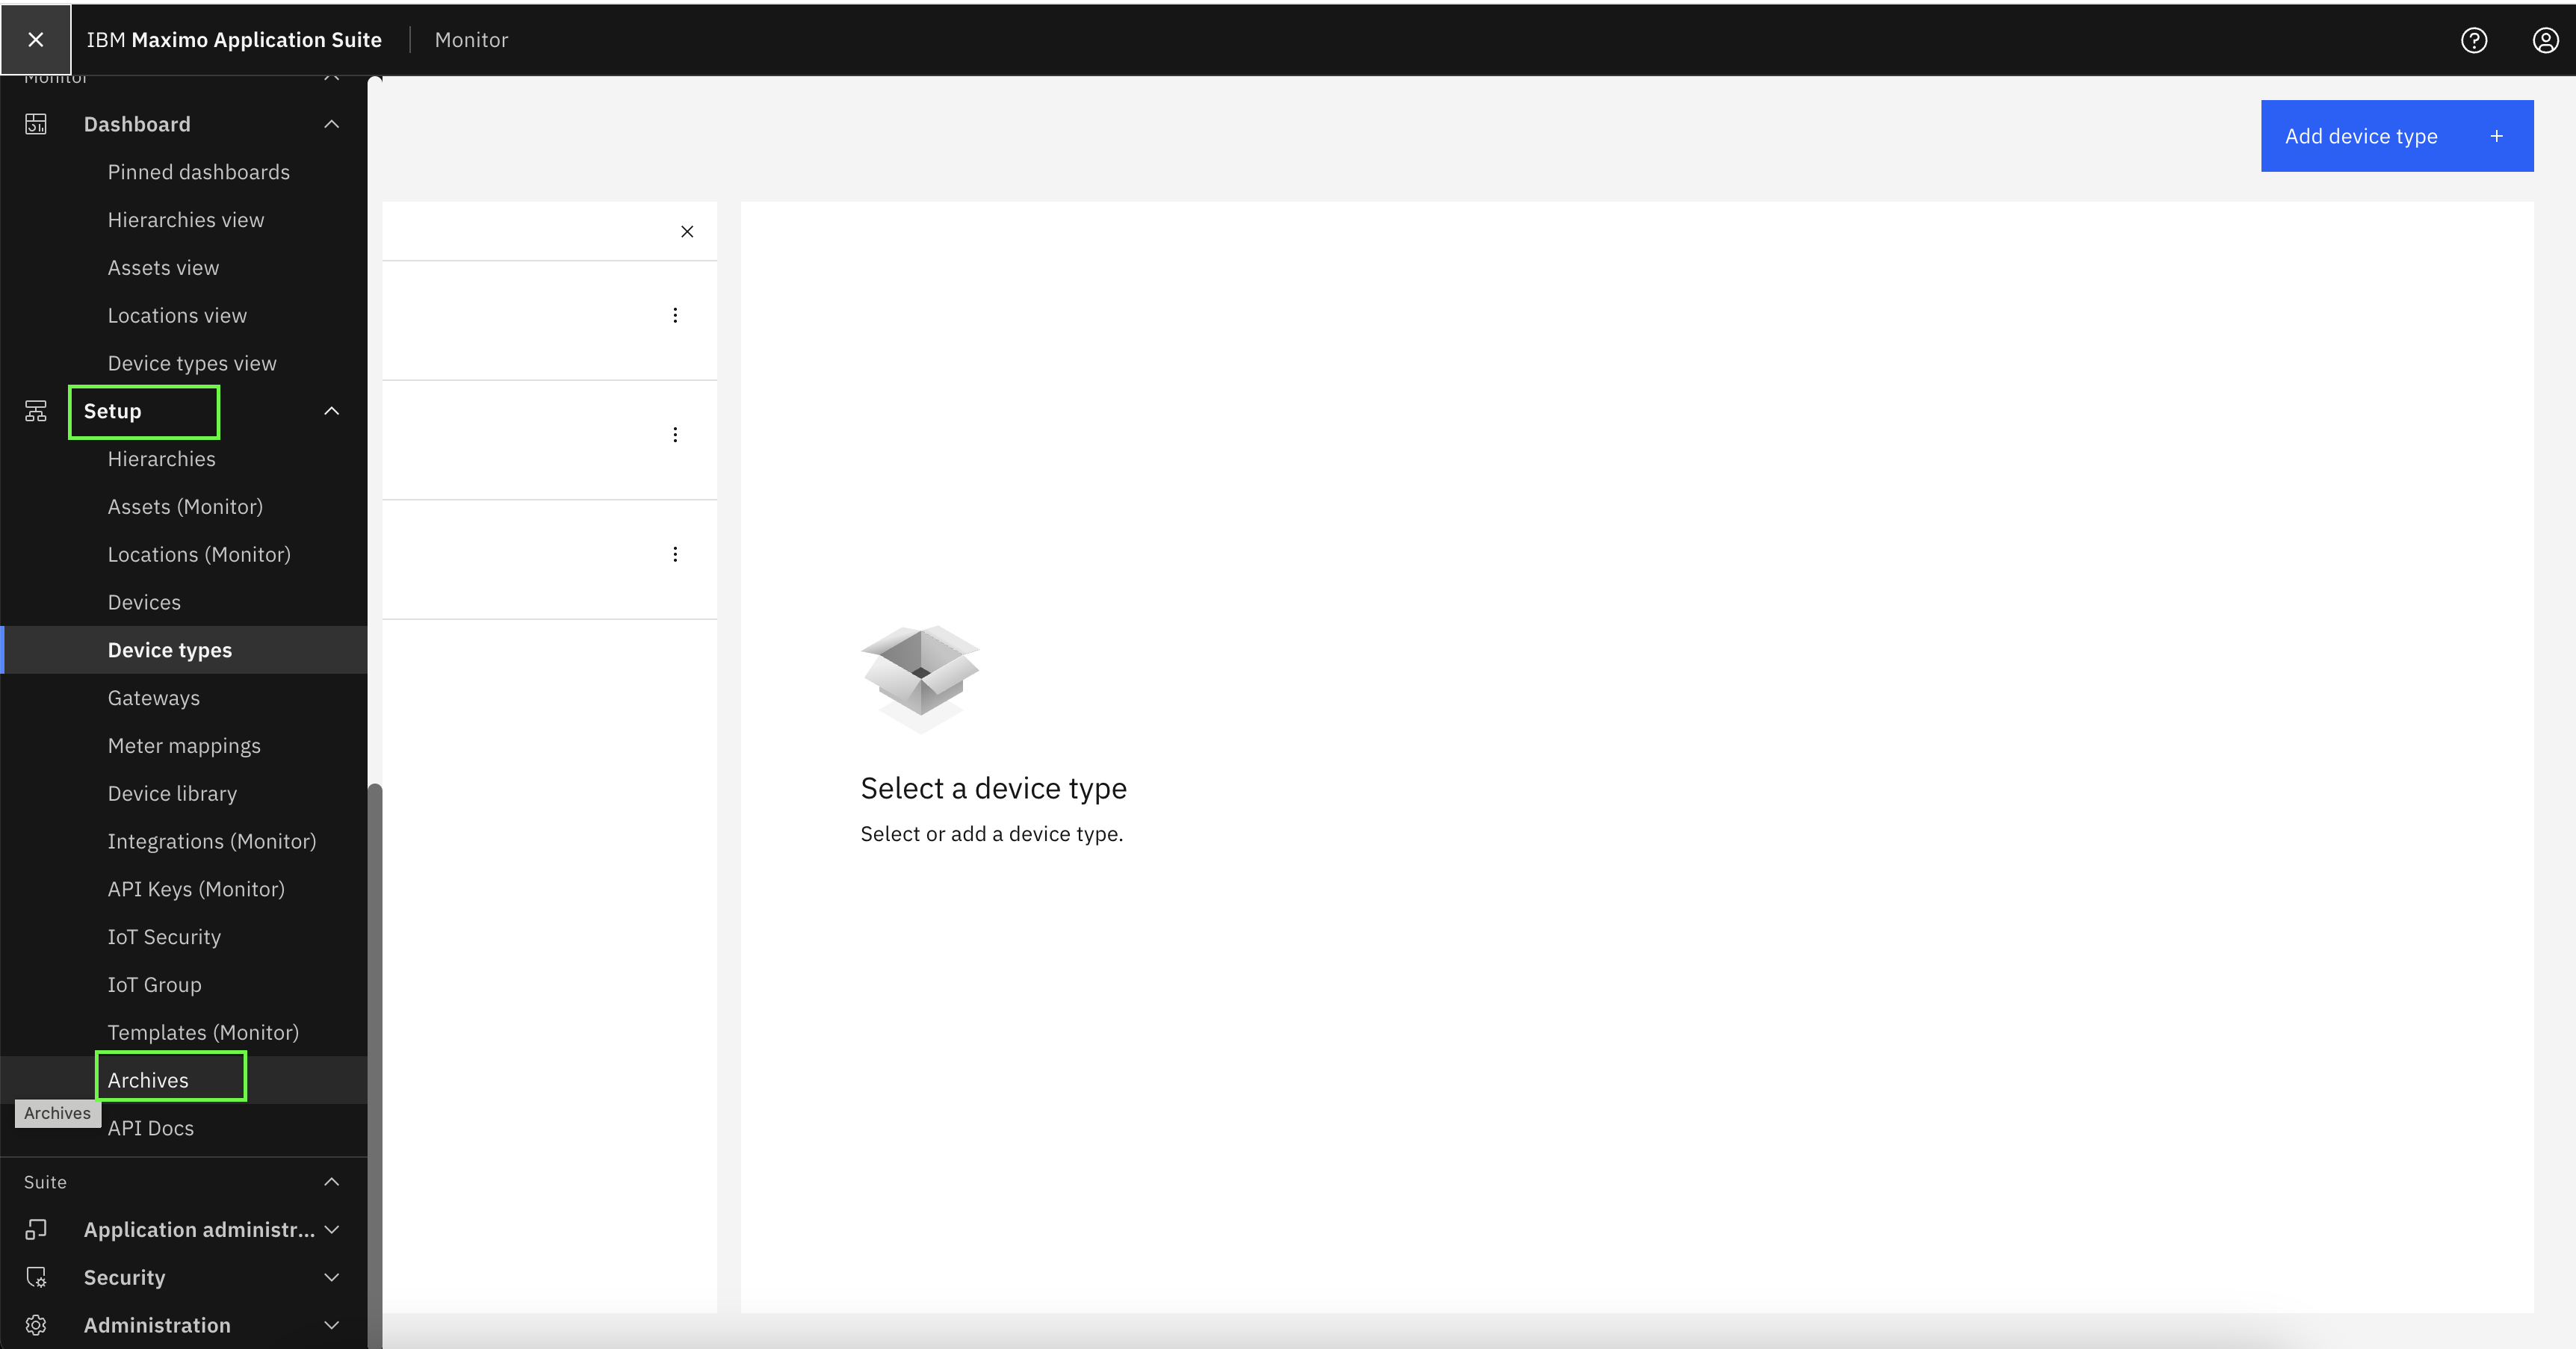 IBM Maximo Application Suite
Monitor
Monitor
Dashboard
Pinned dashboards
Hierarchies view
Assets view
Locations view
Device types view
Setup
Hierarchies
Assets (Monitor)
Locations (Monitor)
Devices
Device types
Gateways
Meter mappings
Device library
Integrations (Monitor)
API Keys (Monitor)
IoT Security
IoT Group
Templates (Monitor)
Archives
Archives
API Docs
Suite
Application administr...
Security
Administration
Add device type +
Select a device type
Select or add a device type.